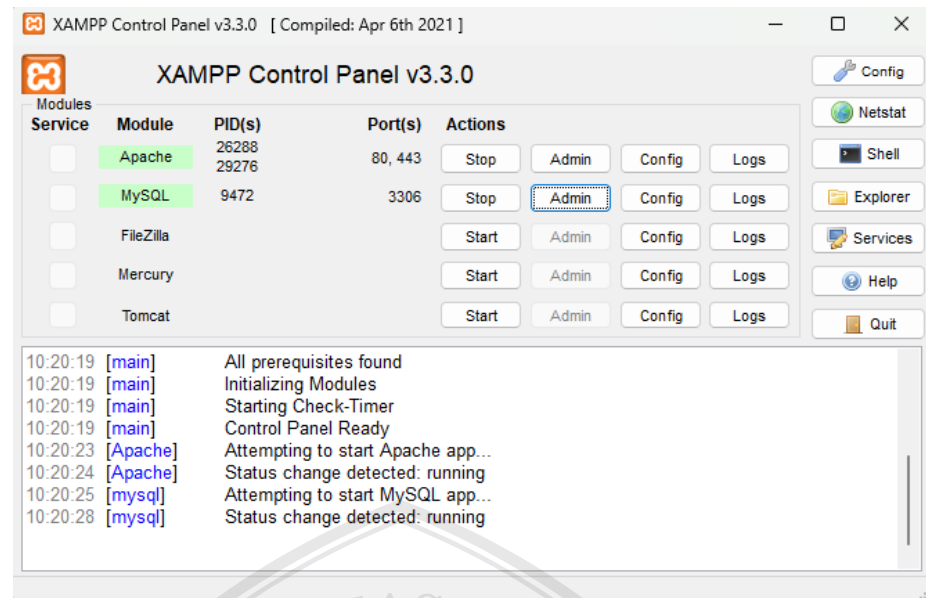 XAMPP Control Panel v3.3.0 [ Compiled: Apr 6th 2021 ]
XAMPP Control Panel v3.3.0
Config
Modules
Service Module PID(s) Port(s) Actions
Netstat
Apache 26288 29276 80, 443 Stop Admin Config Logs
Shell
MySQL 9472 3306 Stop Admin Config Logs
Explorer
FileZilla Start Admin Config Logs
Services
Mercury Start Admin Config Logs
Help
Tomcat Start Admin Config Logs
Quit
10:20:19 [main] All prerequisites found
10:20:19 [main] Initializing Modules
10:20:19 [main] Starting Check-Timer
10:20:19 [main] Control Panel Ready
10:20:23 [Apache] Attempting to start Apache app...
10:20:24 [Apache] Status change detected: running
10:20:25 [mysql] Attempting to start MySQL app...
10:20:28 [mysql] Status change detected: running